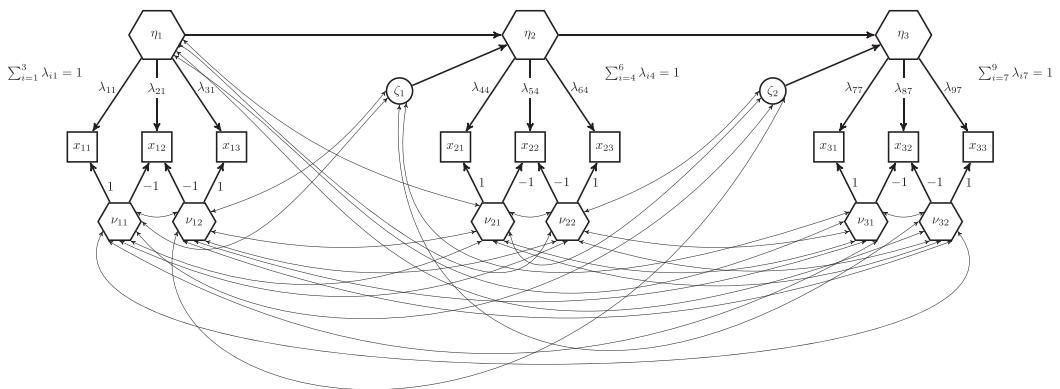 η₁ η₂ η₃
∑³ᵢ₌₁ λᵢ₁ = 1 ∑⁶ᵢ₌₄ λᵢ₄ = 1 ∑⁹ᵢ₌₇ λᵢ₇ = 1
λ₁₁ λ₂₁ λ₃₁ ζ₁ λ₄₄ λ₅₄ λ₆₄ ζ₂ λ₇₇ λ₈₇ λ₉₇
x₁₁ x₁₂ x₁₃ x₂₁ x₂₂ x₂₃ x₃₁ x₃₂ x₃₃
1 −1 −1 1 1 −1 −1 1 1 −1 −1 1
ν₁₁ ν₁₂ ν₂₁ ν₂₂ ν₃₁ ν₃₂